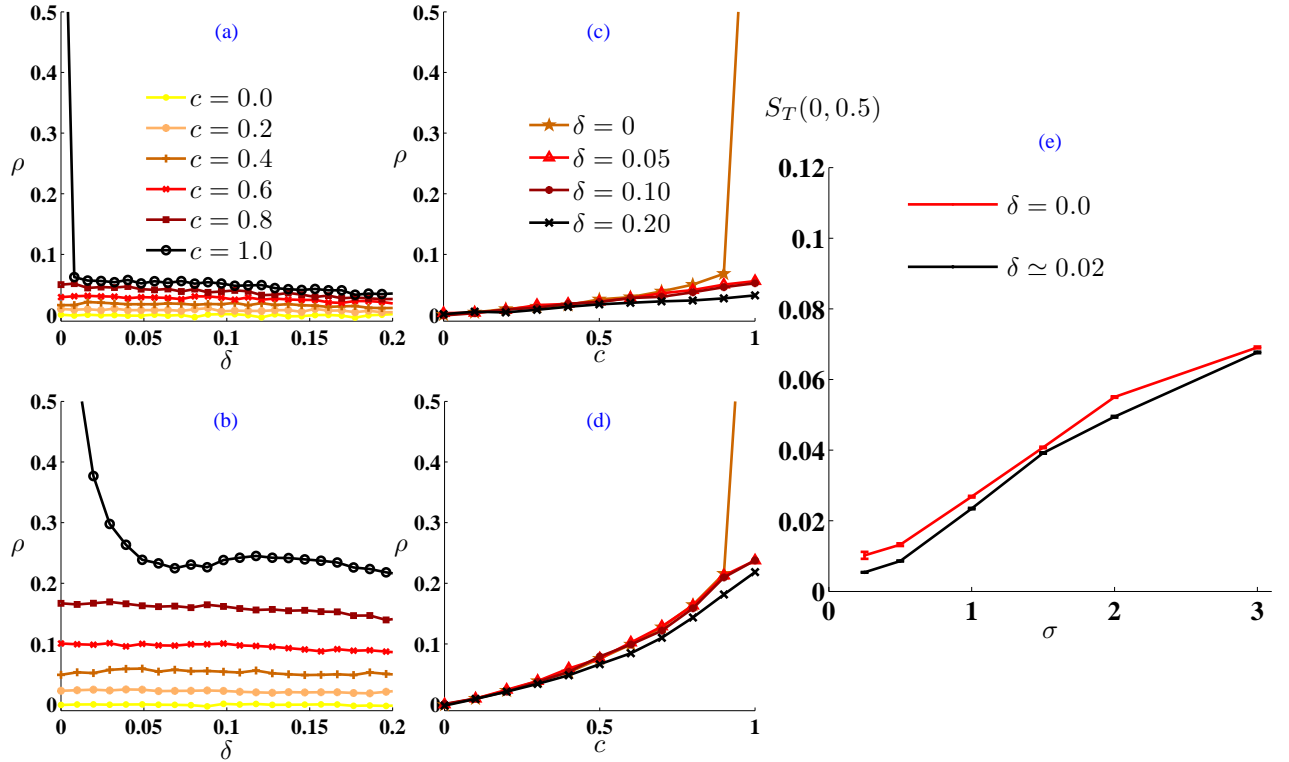 (a)
0.5
0.4
0.3
0.2
0.1
0
ρ
c = 0.0
c = 0.2
c = 0.4
c = 0.6
c = 0.8
c = 1.0
0 0.05 0.1 0.15 0.2
δ
(c)
0.5
0.4
0.3
0.2
0.1
0
ρ
δ = 0
δ = 0.05
δ = 0.10
δ = 0.20
0 0.5 1
c
(b)
0.5
0.4
0.3
0.2
0.1
0
ρ
0 0.05 0.1 0.15 0.2
δ
(d)
0.5
0.4
0.3
0.2
0.1
0
ρ
0 0.5 1
c
S_T(0, 0.5)
(e)
0.12
0.1
0.08
0.06
0.04
0.02
0
δ = 0.0
δ ≃ 0.02
0 1 2 3
σ